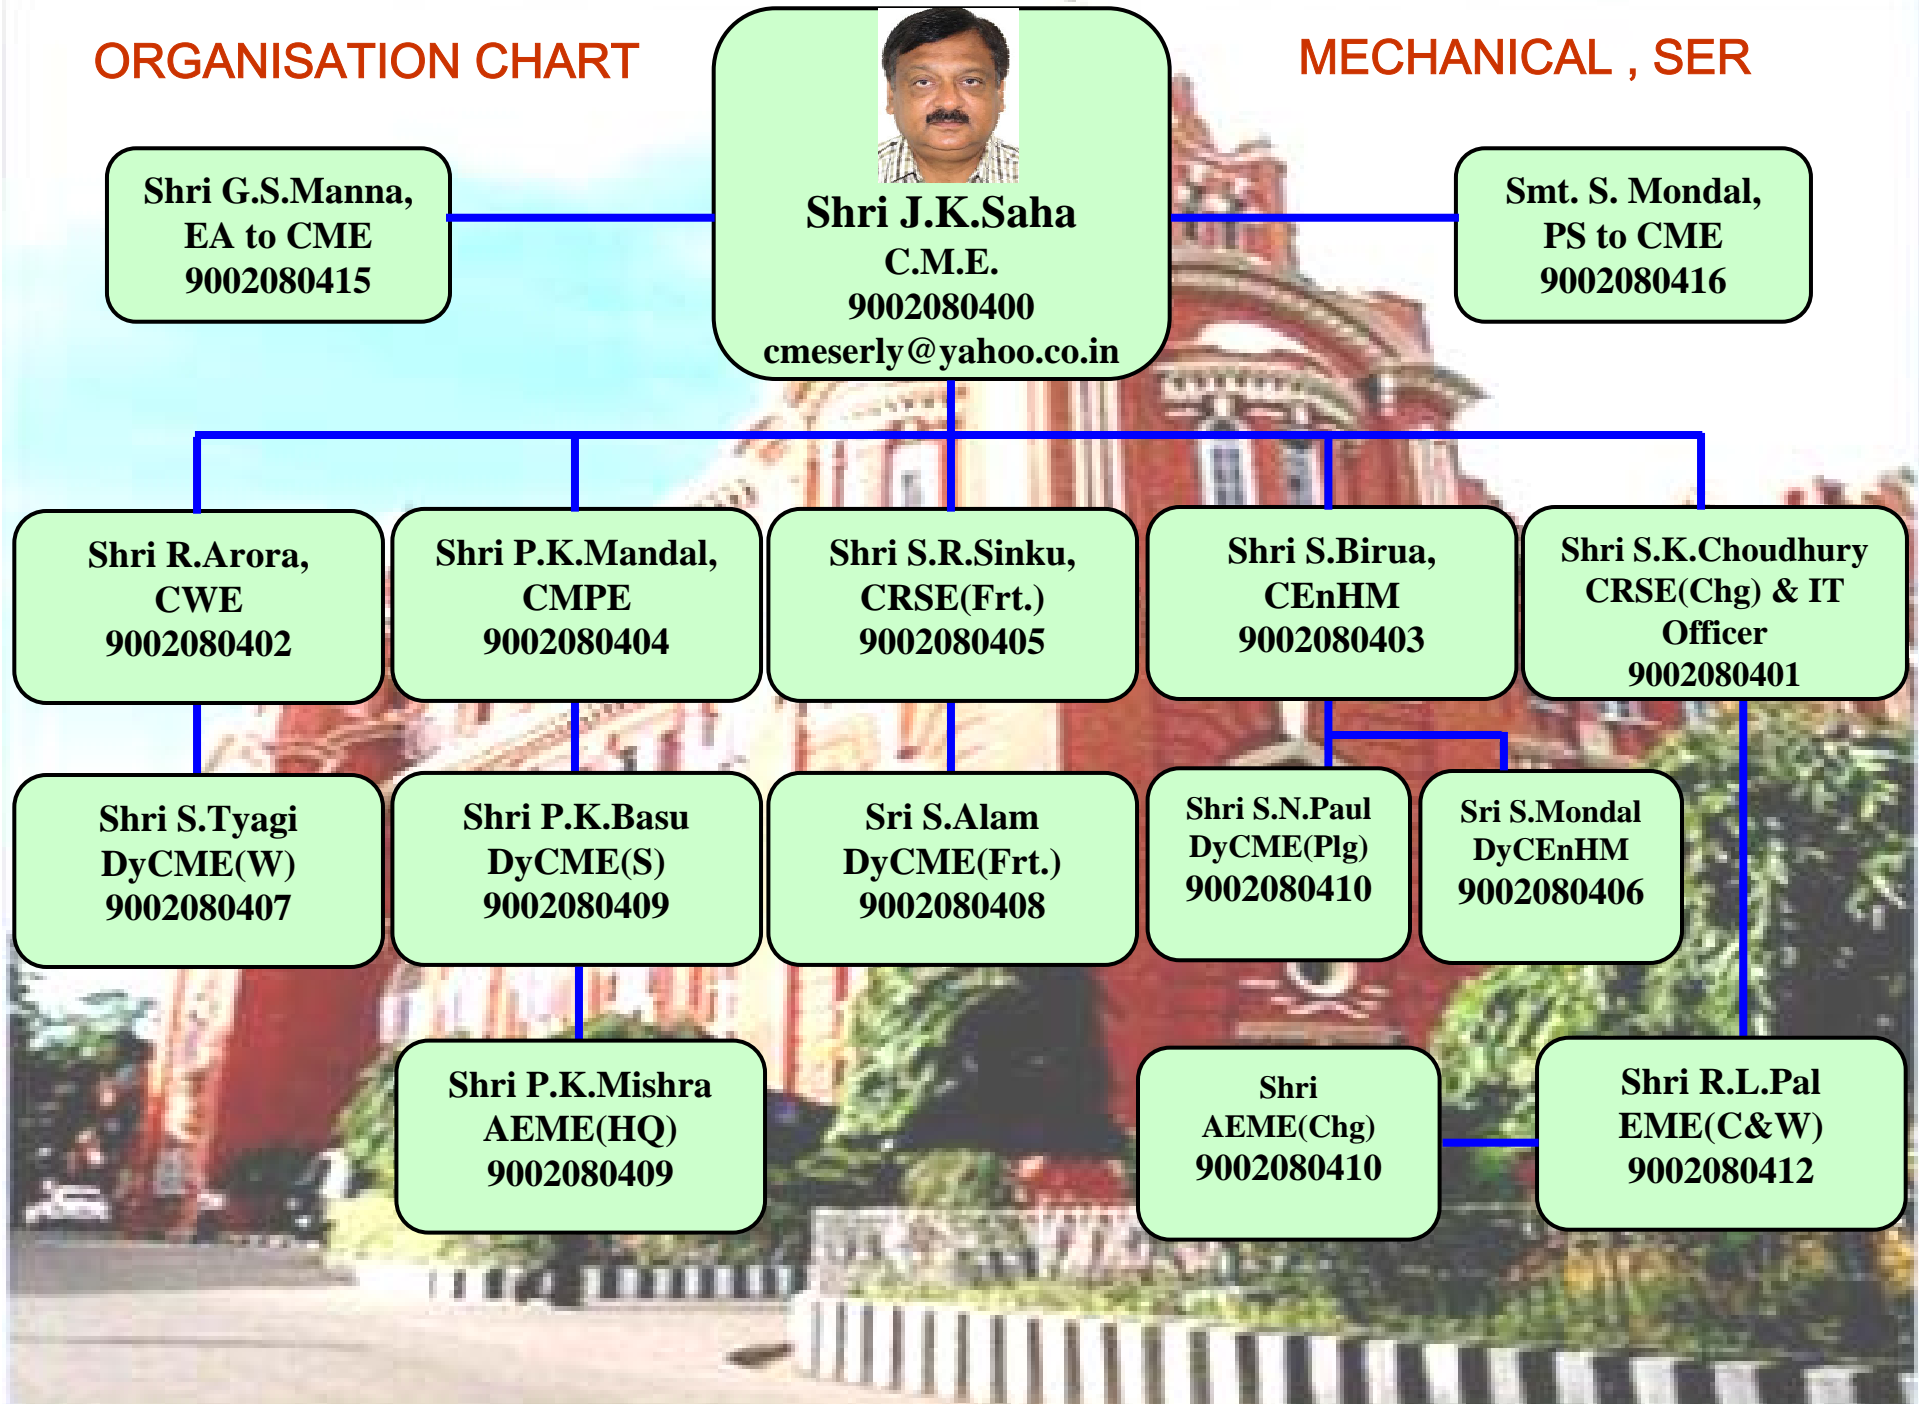 ORGANISATION CHART
MECHANICAL , SER
Shri J.K.Saha
C.M.E.
9002080400
cmeserly@yahoo.co.in
Shri G.S.Manna,
EA to CME
9002080415
Smt. S. Mondal,
PS to CME
9002080416
Shri R.Arora,
CWE
9002080402
Shri P.K.Mandal,
CMPE
9002080404
Shri S.R.Sinku,
CRSE(Frt.)
9002080405
Shri S.Birua,
CEnHM
9002080403
Shri S.K.Choudhury
CRSE(Chg) & IT
Officer
9002080401
Shri S.Tyagi
DyCME(W)
9002080407
Shri P.K.Basu
DyCME(S)
9002080409
Sri S.Alam
DyCME(Frt.)
9002080408
Shri S.N.Paul
DyCME(Plg)
9002080410
Sri S.Mondal
DyCEnHM
9002080406
Shri P.K.Mishra
AEME(HQ)
9002080409
Shri
AEME(Chg)
9002080410
Shri R.L.Pal
EME(C&W)
9002080412